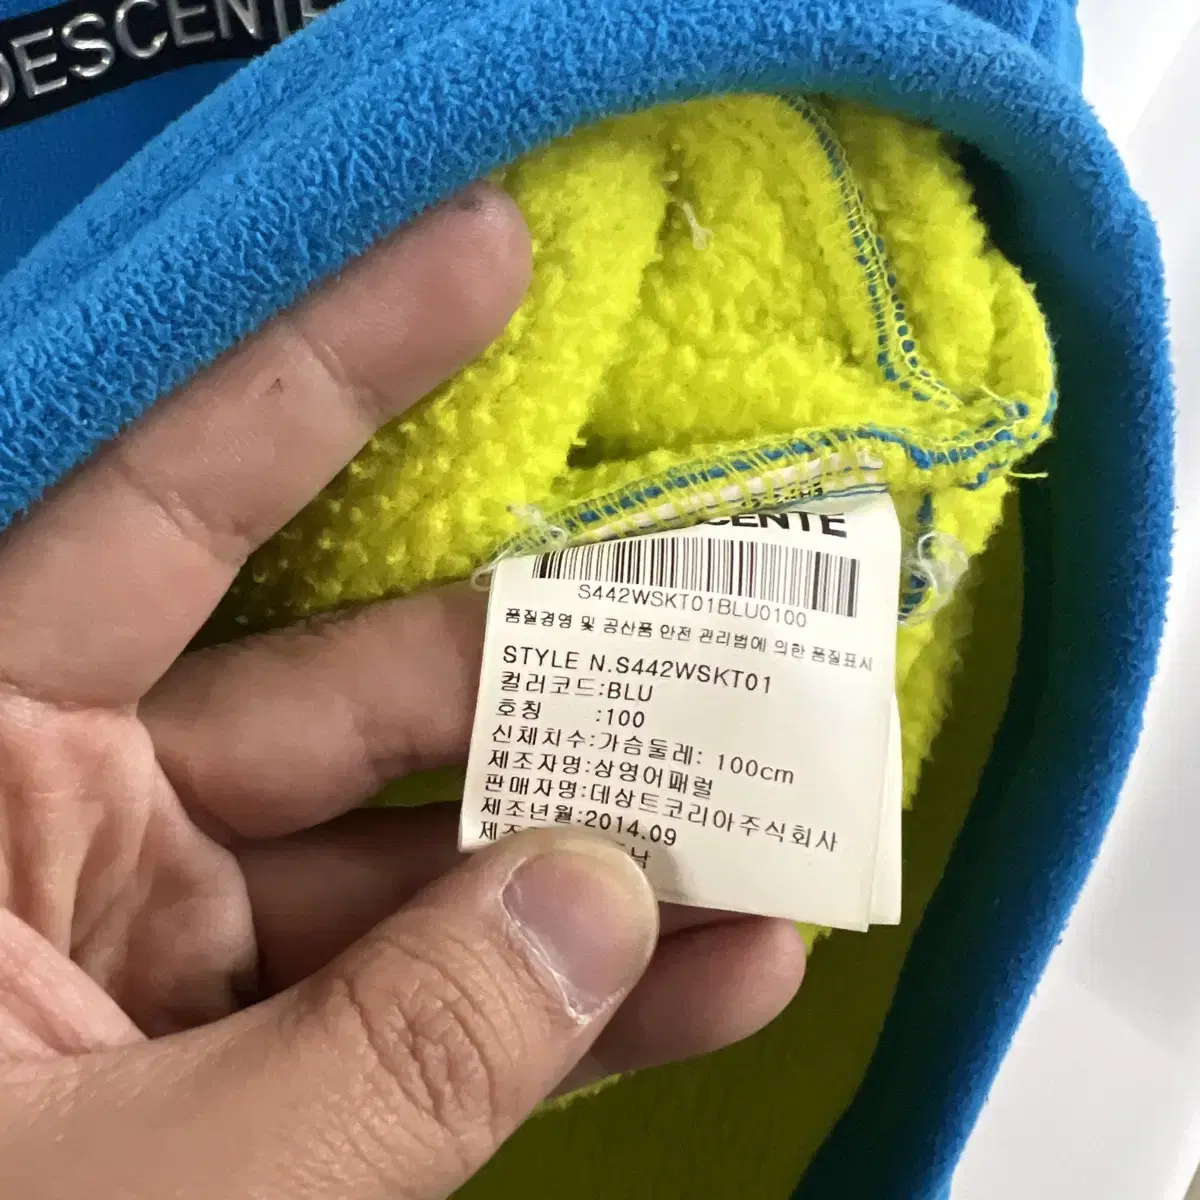 DESCENTE
CENTE
S442WSKT01BLU0100
품질경영 및 공산품 안전 관리법에 의한 품질표시
STYLE N.S442WSKT01
컬러코드:BLU
호칭 :100
신체치수:가슴둘레: 100cm
제조자명:상영어패럴
판매자명:데상트코리아주식회사
제조년월:2014.09
제조